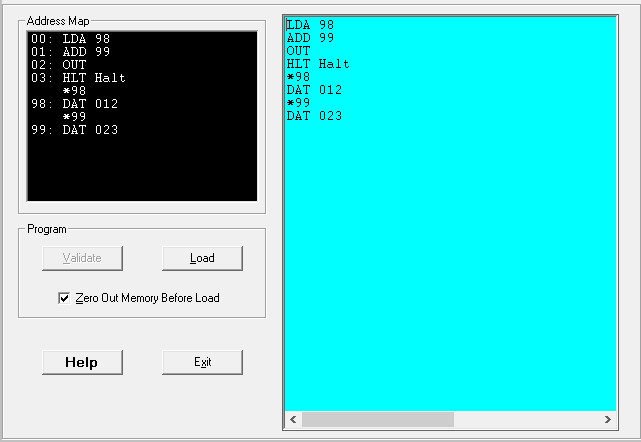 Address Map
00: LDA 98
01: ADD 99
02: OUT
03: HLT Halt
*98
98: DAT 012
*99
99: DAT 023
Program
Validate
Load
Zero Out Memory Before Load
Help
Exit
LDA 98
ADD 99
OUT
HLT Halt
*98
DAT 012
*99
DAT 023